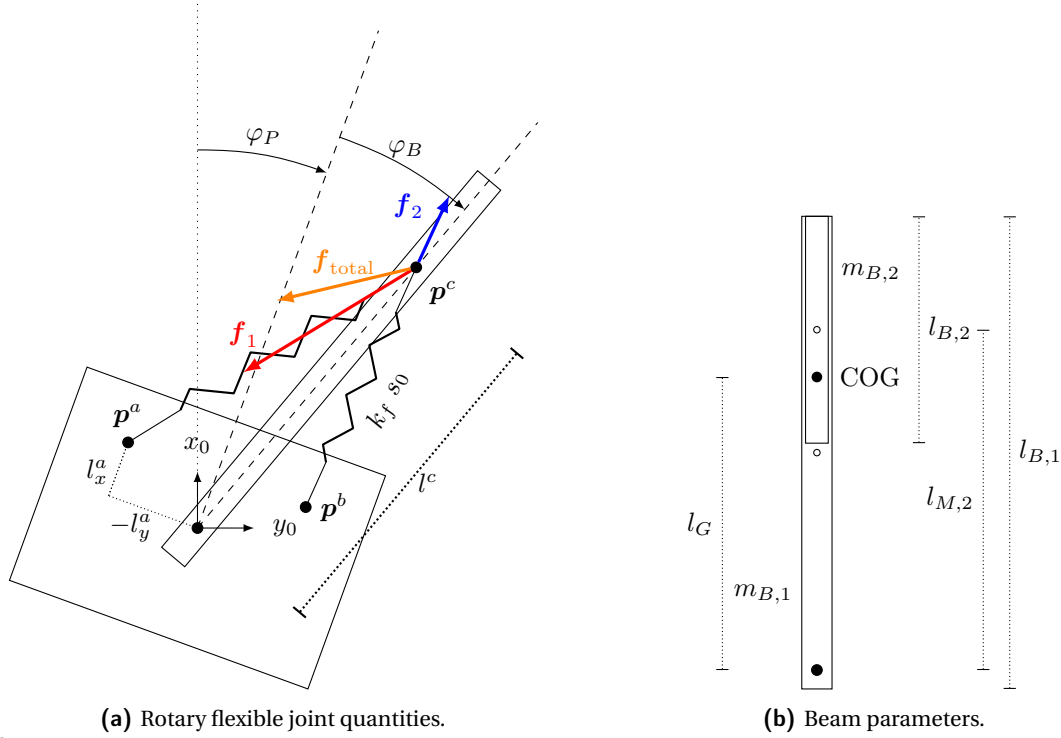 φ_P
φ_B
f_2
f_total
p^c
f_1
k_f s_0
p^a
x_0
l_x^a
l^c
p^b
−l_y^a
y_0
(a) Rotary flexible joint quantities.
m_{B,2}
l_{B,2}
COG
l_{B,1}
l_{M,2}
l_G
m_{B,1}
(b) Beam parameters.